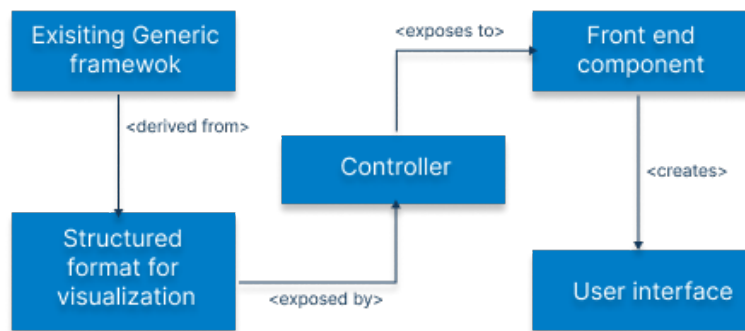 Exisiting Generic
framewok
<derived from>
Structured
format for
visualization
<exposed by>
Controller
<exposes to>
Front end
component
<creates>
User interface